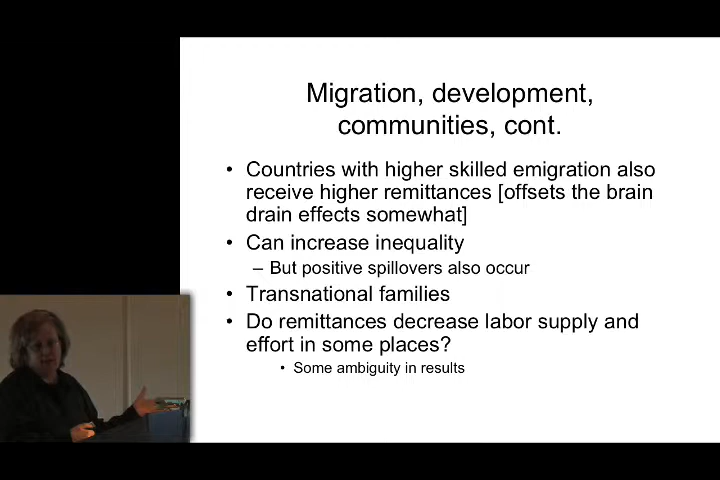 Migration, development,
communities, cont.
• Countries with higher skilled emigration also
receive higher remittances [offsets the brain
drain effects somewhat]
• Can increase inequality
– But positive spillovers also occur
• Transnational families
• Do remittances decrease labor supply and
effort in some places?
• Some ambiguity in results